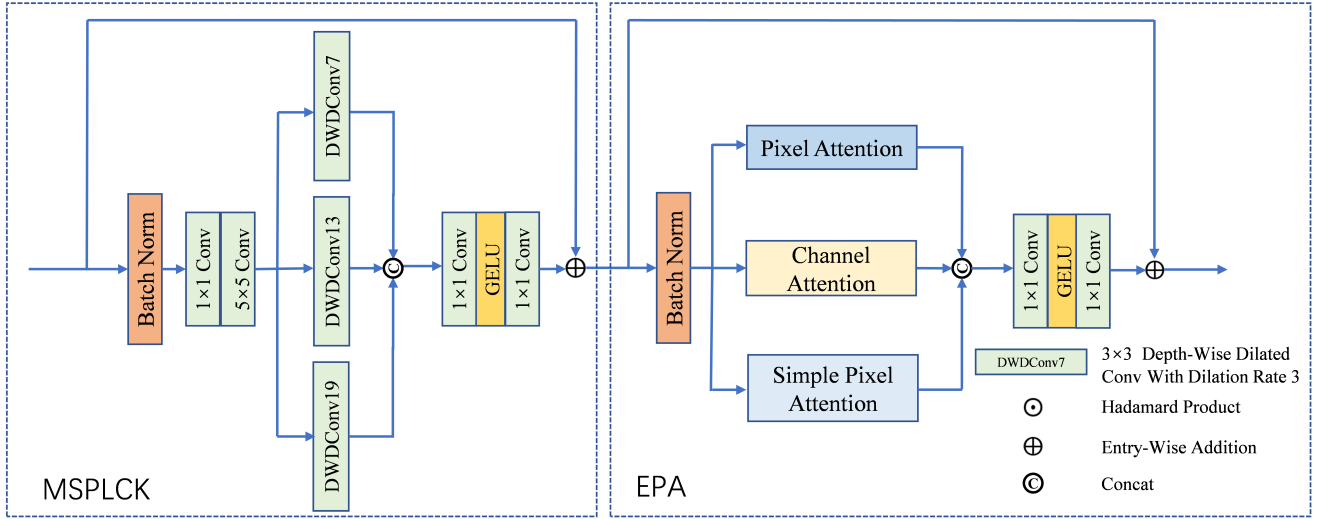 DWDConv7
Batch Norm
1×1 Conv
5×5 Conv
DWDConv13
C
1×1 Conv
GELU
1×1 Conv
DWDConv19
MSPLCK
Batch Norm
Pixel Attention
Channel
Attention
Simple Pixel
Attention
C
1×1 Conv
GELU
1×1 Conv
EPA
DWDConv7
3×3 Depth-Wise Dilated
Conv With Dilation Rate 3
Hadamard Product
Entry-Wise Addition
C
Concat